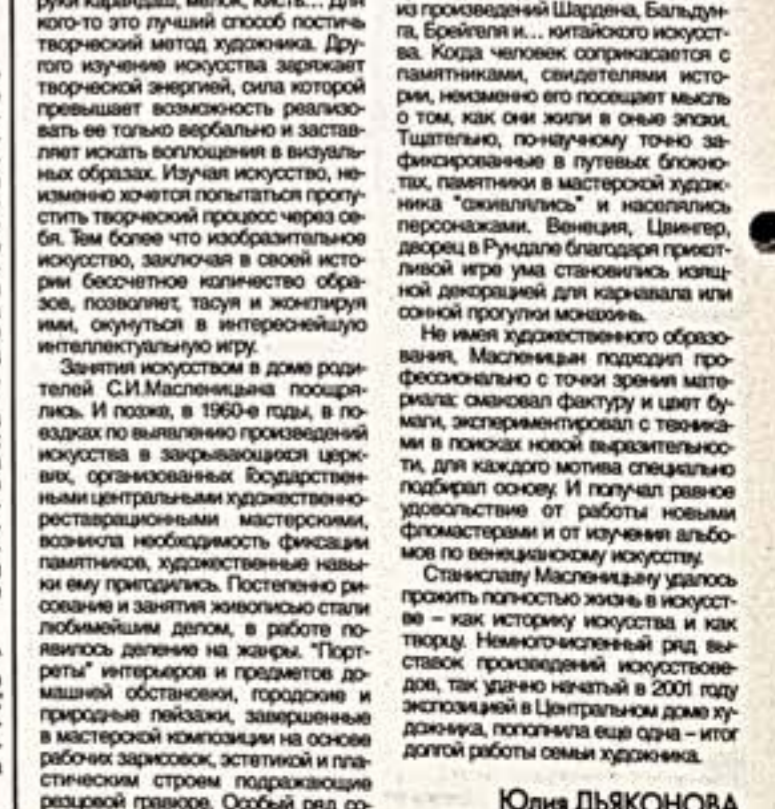 руки карандаш, мелок, кисть... Для
кого-то это лучший способ постичь
творческий метод художника. Дру-
гого изучение искусства заряжает
творческой энергией, сила которой
превышает возможность реализо-
вать ее только вербально и застав-
ляет искать воплощения в визуаль-
ных образах. Изучая искусство, не-
изменно хочется попытаться пропу-
стить творческий процесс через се-
бя. Тем более что изобразительное
искусство, заключая в своей исто-
рии бессчетное количество обра-
зов, позволяет, тасуя и жонглируя
ими, окунуться в интереснейшую
интеллектуальную игру.
Занятия искусством в доме роди-
телей С.И.Масленицына поощря-
лись. И позже, в 1960-е годы, в по-
ездках по выявлению произведений
искусства в закрывающихся церк-
вях, организованных Государствен-
ными центральными художественно-
реставрационными мастерскими,
возникла необходимость фиксации
памятников, художественные навы-
ки ему пригодились. Постепенно ри-
сование и занятия живописью стали
любимейшим делом, в работе по-
явилось деление на жанры. "Порт-
реты" интерьеров и предметов до-
машней обстановки, городские и
природные пейзажи, завершенные
в мастерской композиции на основе
рабочих зарисовок, эстетикой и пла-
стическим строем подражающие
резцовой гравюре. Особый ряд со-
из произведений Шардена, Бальдун-
га, Брейгеля и... китайского искусст-
ва. Когда человек соприкасается с
памятниками, свидетелями исто-
рии, неизменно его посещает мысль
о том, как они жили в оные эпохи.
Тщательно, по-научному точно за-
фиксированные в путевых блокно-
тах, памятники в мастерской худож-
ника "оживлялись" и населялись
персонажами. Венеция, Цвингер,
дворец в Рундале благодаря прихот-
ливой игре ума становились изящ-
ной декорацией для карнавала или
сонной прогулки монахинь.
Не имея художественного образо-
вания, Масленицын подходил про-
фессионально с точки зрения мате-
риала: смаковал фактуру и цвет бу-
маги, экспериментировал с техника-
ми в поисках новой выразительнос-
ти, для каждого мотива специально
подбирал основу. И получал равное
удовольствие от работы новыми
фломастерами и от изучения альбо-
мов по венецианскому искусству.
Станиславу Масленицыну удалось
прожить полностью жизнь в искусст-
ве – как историку искусства и как
творцу. Немногочисленный ряд вы-
ставок произведений искусствове-
дов, так удачно начатый в 2001 году
экспозицией в Центральном доме ху-
дожника, пополнила еще одна – итог
долгой работы семьи художника.
Юлия ДЬЯКОНОВА